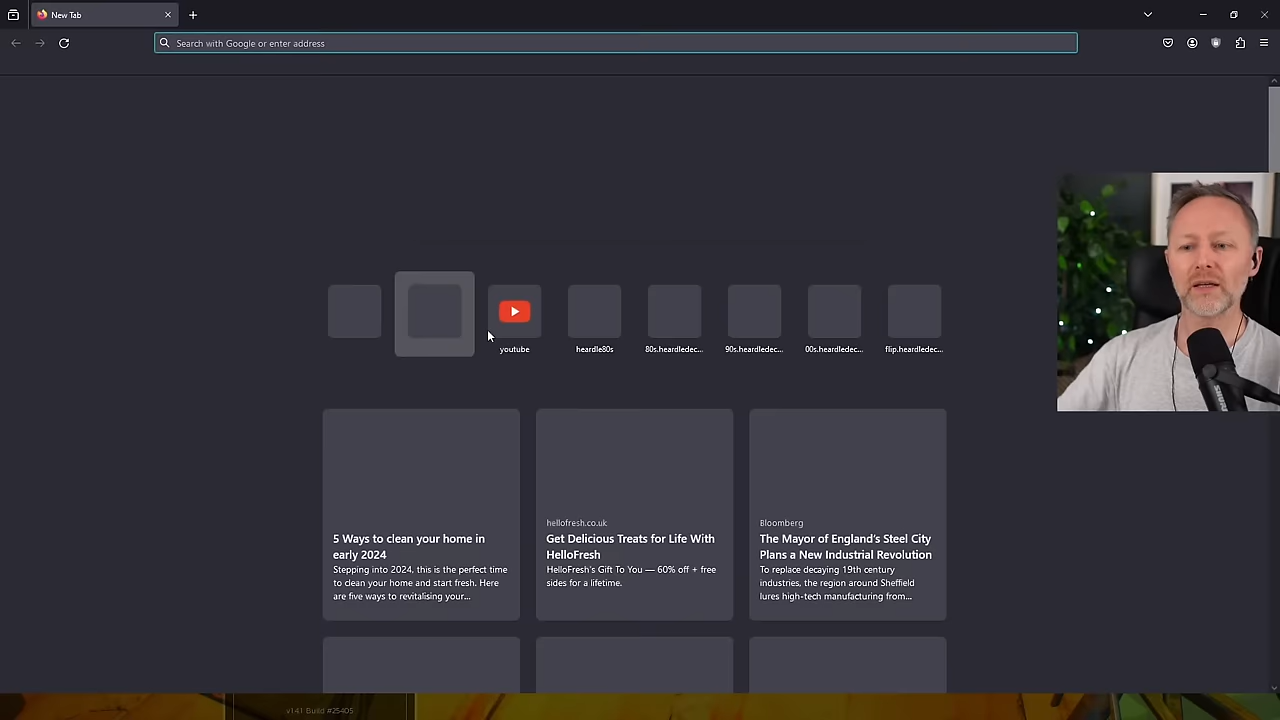 New Tab
Search with Google or enter address
youtube
heardle80s
80s.heardledec...
90s.heardledec...
00s.heardledec...
flip.heardledec...
5 Ways to clean your home in
early 2024
Stepping into 2024, this is the perfect time
to clean your home and start fresh. Here
are five ways to revitalising your...
hellofresh.co.uk
Get Delicious Treats for Life With
HelloFresh
HelloFresh's Gift To You — 60% off + free
sides for a lifetime.
Bloomberg
The Mayor of England's Steel City
Plans a New Industrial Revolution
To replace decaying 19th century
industries, the region around Sheffield
lures high-tech manufacturing from...
v14.1 Build #25405